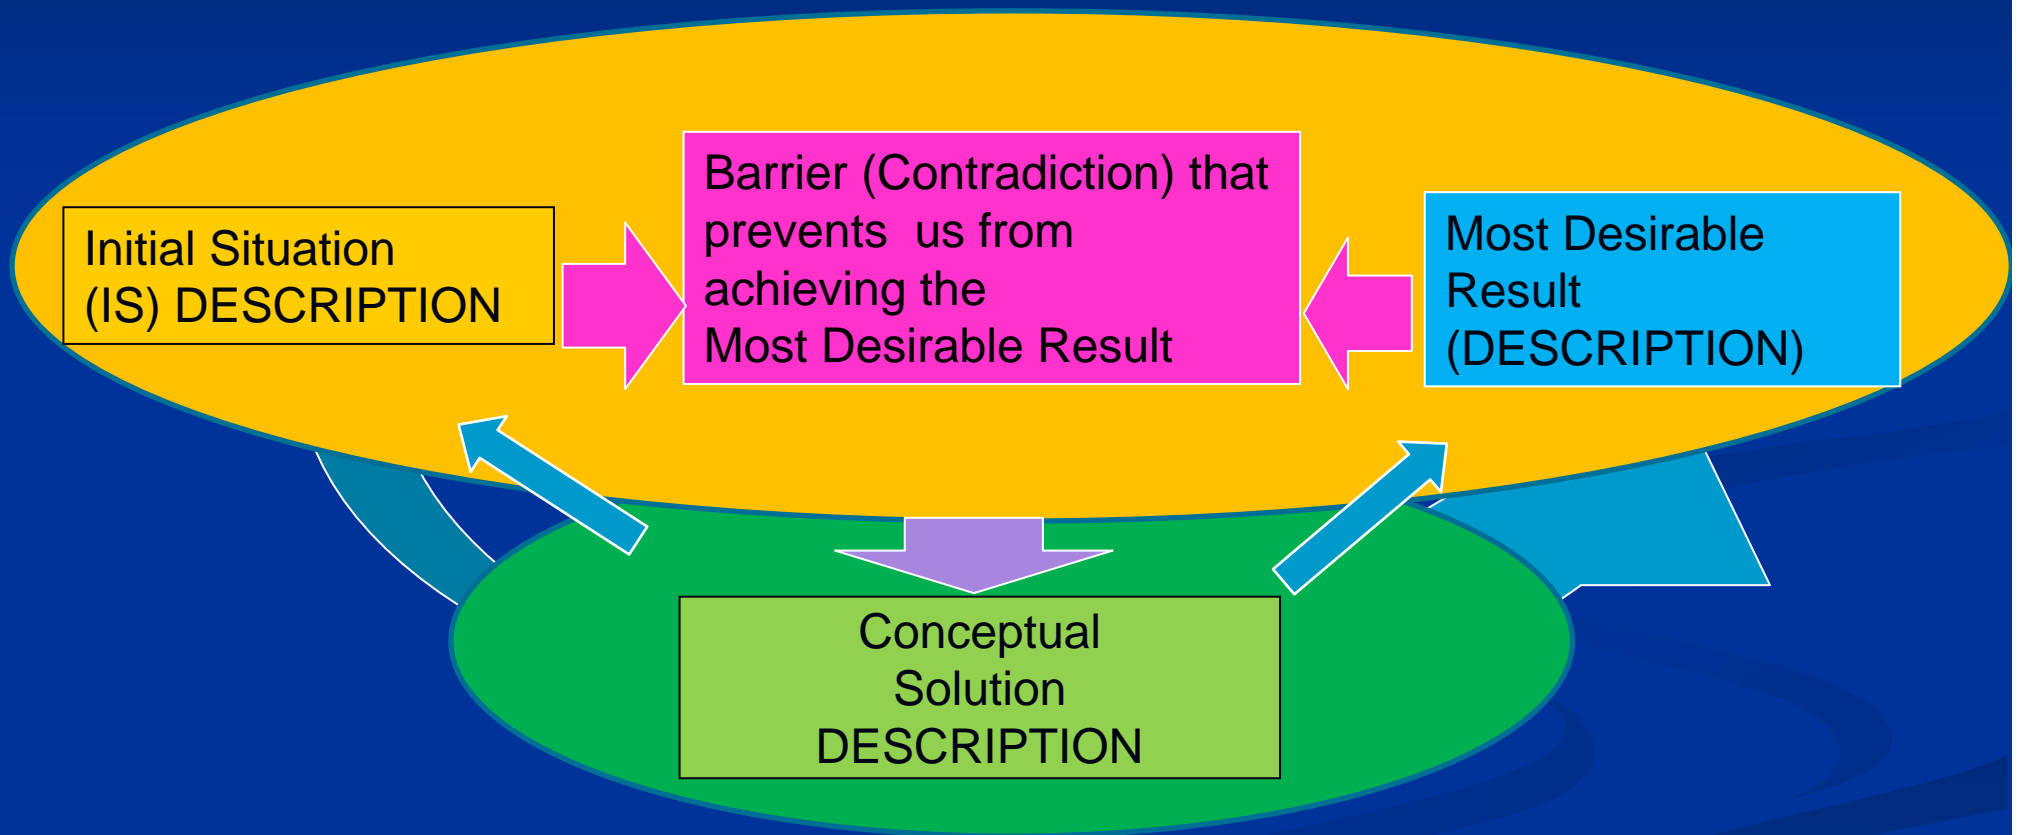 Initial Situation
(IS) DESCRIPTION
Barrier (Contradiction) that
prevents  us from
achieving the
Most Desirable Result
Most Desirable
Result
(DESCRIPTION)
Conceptual
Solution
DESCRIPTION